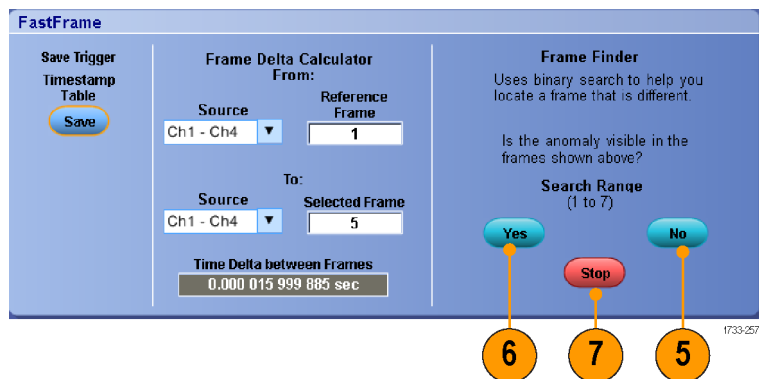 FastFrame
Save Trigger
Timestamp
Table
Save
Frame Delta Calculator
From:
Source
Reference
Frame
Ch1 - Ch4
1
To:
Source
Selected Frame
Ch1 - Ch4
5
Time Delta between Frames
0.000 015 999 885 sec
Frame Finder
Uses binary search to help you
locate a frame that is different.
Is the anomaly visible in the
frames shown above?
Search Range
(1 to 7)
Yes
No
Stop
1733-257
6
7
5